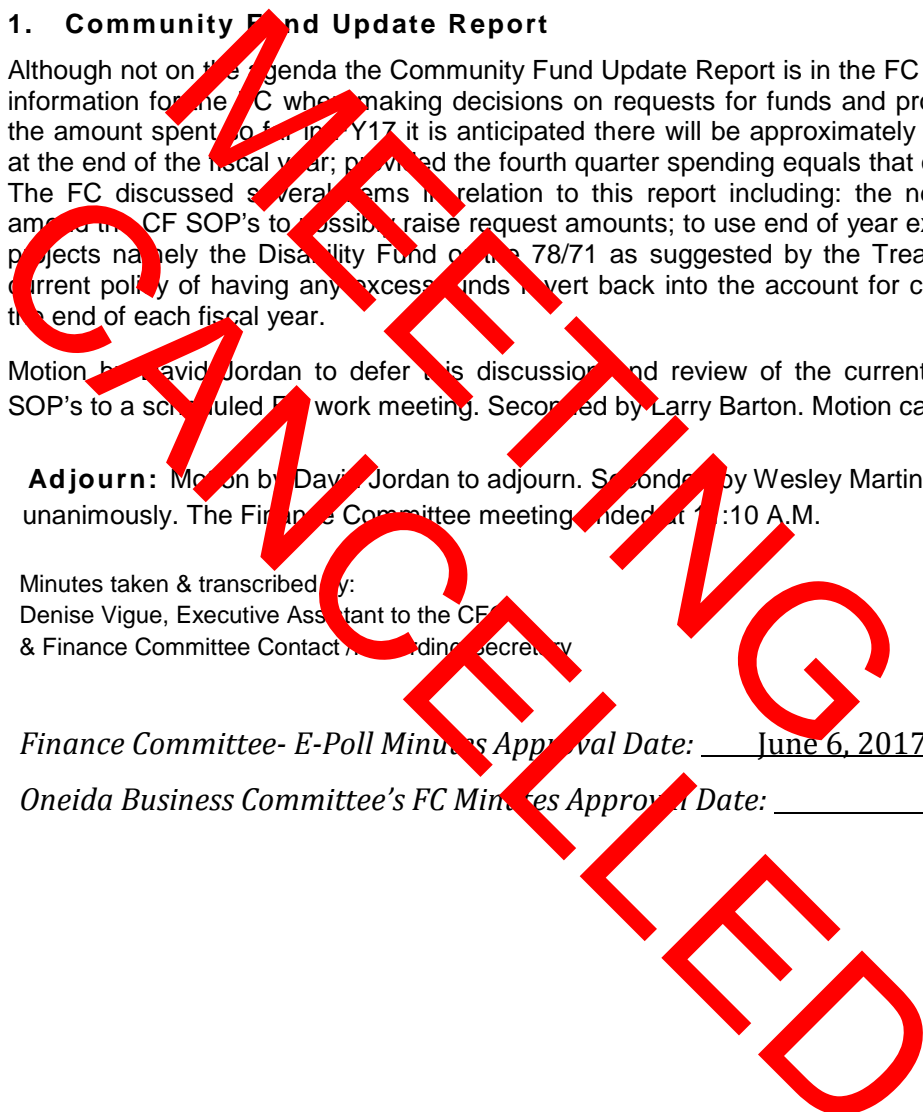 1. Community Fund Update Report
Although not on the agenda the Community Fund Update Report is in the FC
information for the FC when making decisions on requests for funds and
the amount spent so far in FY17 it is anticipated there will be approximately
at the end of the fiscal year; provided the fourth quarter spending equals that
The FC discussed several items in relation to this report including: the
amend the CF SOP's to possibly raise request amounts; to use end of year
projects namely the Disability Fund or the 78/71 as suggested by the
current policy of having any excess funds revert back into the account for
the end of each fiscal year.
Motion by David Jordan to defer this discussion and review of the current
SOP's to a scheduled FC work meeting. Seconded by Larry Barton. Motion
Adjourn: Motion by David Jordan to adjourn. Seconded by Wesley Martin
unanimously. The Finance Committee meeting ended at :10 A.M.
Minutes taken & transcribed by:
Denise Vigue, Executive Assistant to the CFO
& Finance Committee Contact / Recording Secretary
Finance Committee- E-Poll Minutes Approval Date: June 6, 2017
Oneida Business Committee's FC Minutes Approval Date:
MEETING
CANCELLED